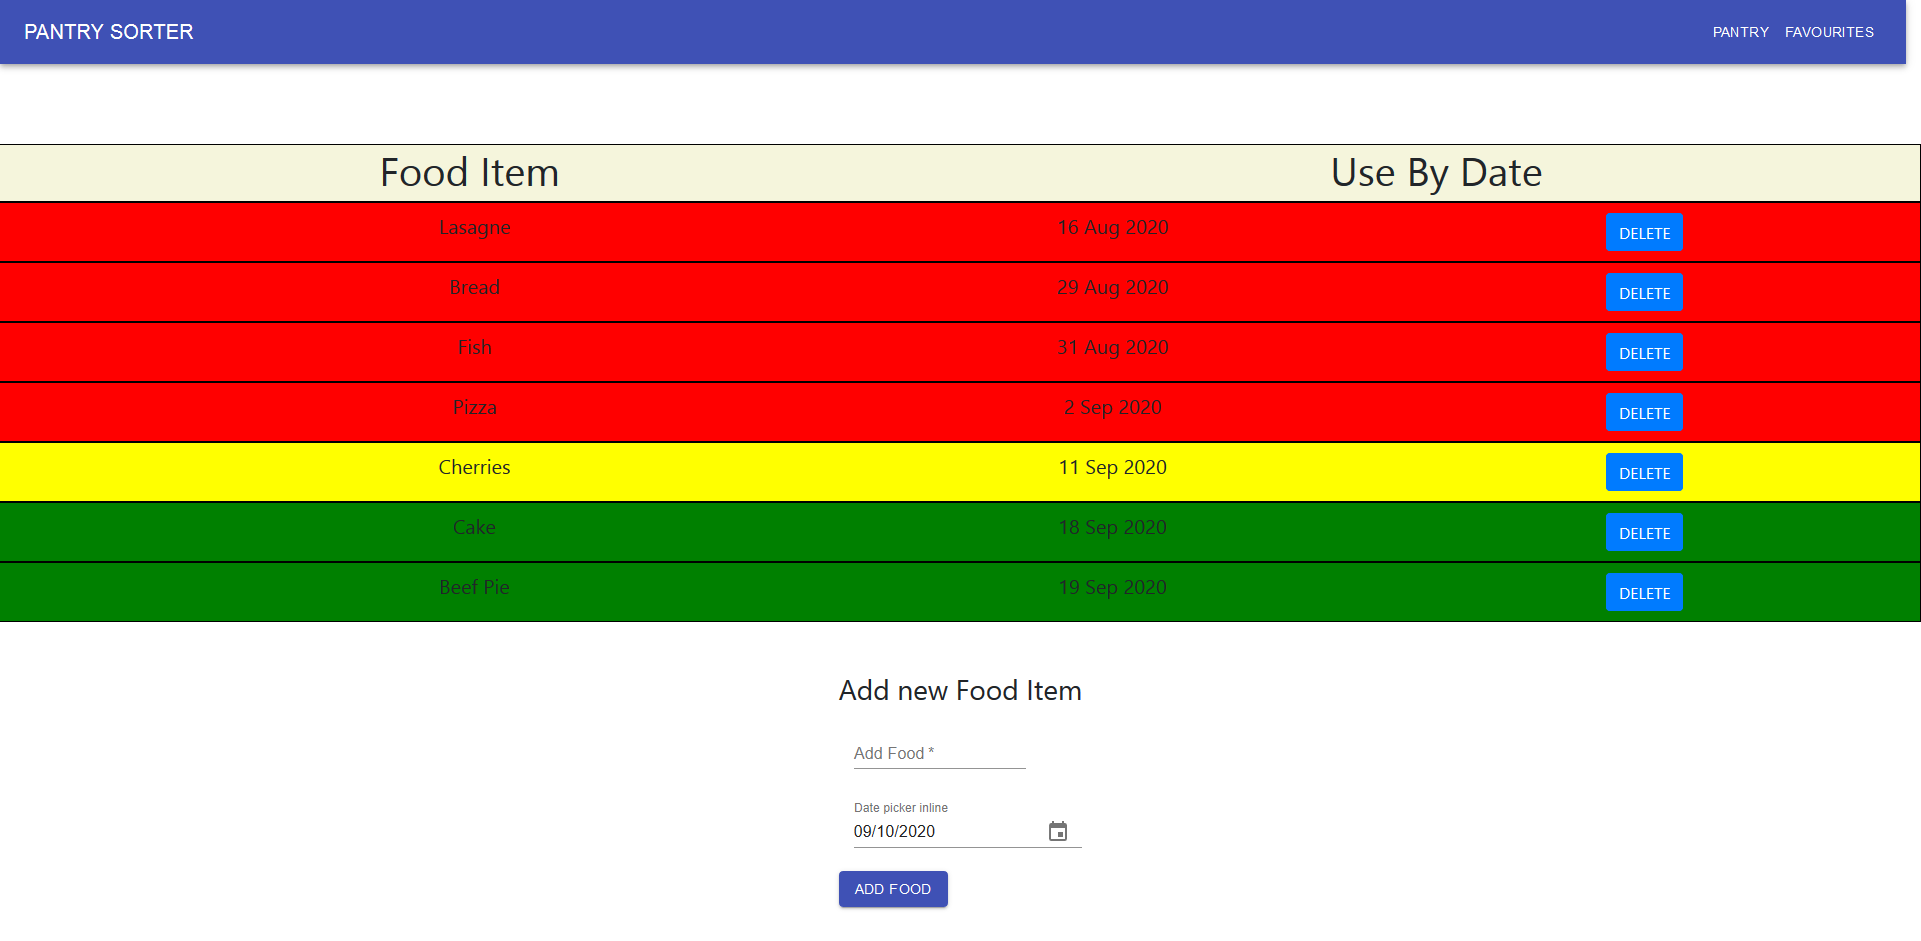 PANTRY SORTER PANTRY FAVOURITES
Food Item Use By Date
Lasagne 16 Aug 2020 DELETE
Bread 29 Aug 2020 DELETE
Fish 31 Aug 2020 DELETE
Pizza 2 Sep 2020 DELETE
Cherries 11 Sep 2020 DELETE
Cake 18 Sep 2020 DELETE
Beef Pie 19 Sep 2020 DELETE
Add new Food Item
Add Food *
Date picker inline
09/10/2020
ADD FOOD